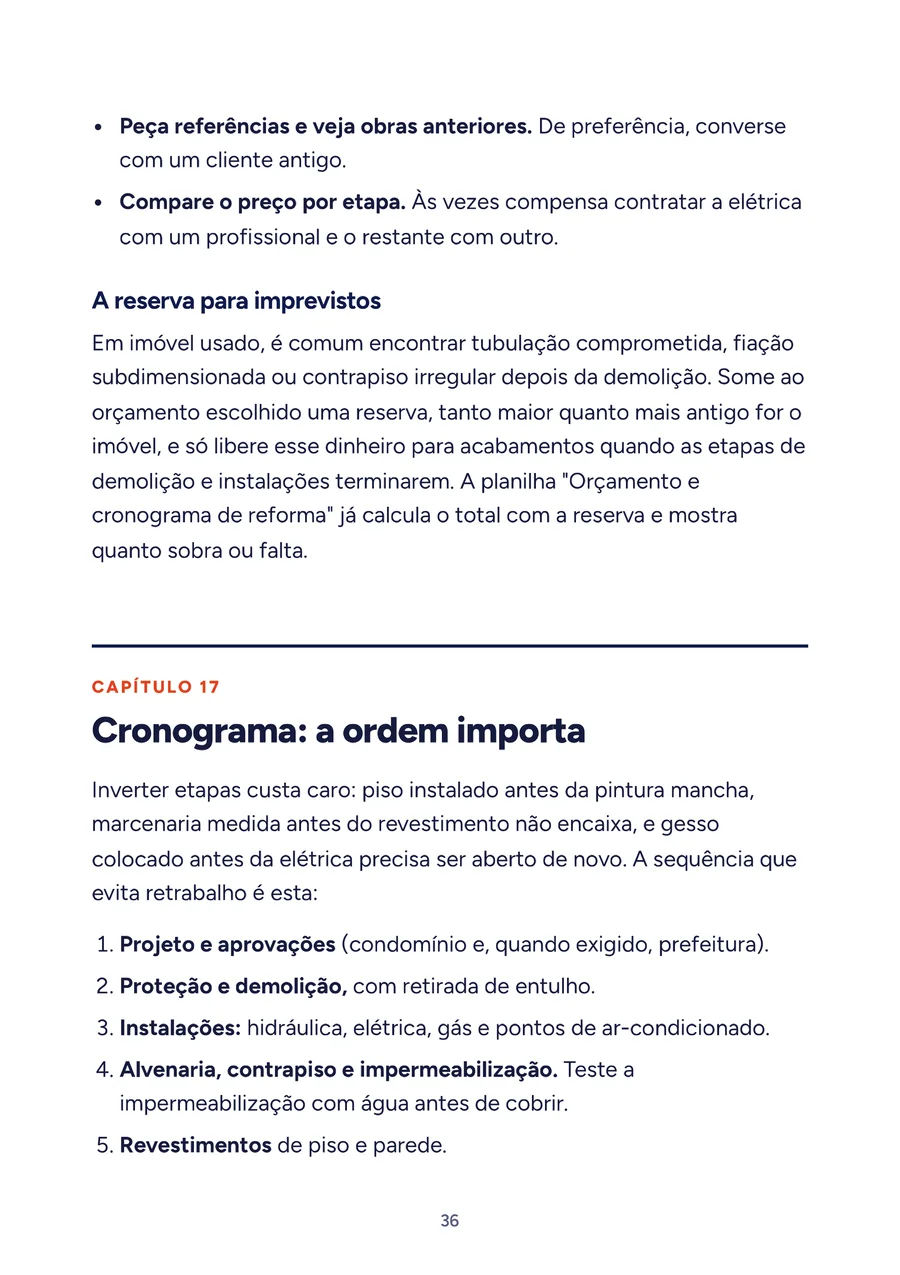 • Peça referências e veja obras anteriores. De preferência, converse
com um cliente antigo.
• Compare o preço por etapa. Às vezes compensa contratar a elétrica
com um profissional e o restante com outro.
A reserva para imprevistos
Em imóvel usado, é comum encontrar tubulação comprometida, fiação
subdimensionada ou contrapiso irregular depois da demolição. Some ao
orçamento escolhido uma reserva, tanto maior quanto mais antigo for o
imóvel, e só libere esse dinheiro para acabamentos quando as etapas de
demolição e instalações terminarem. A planilha "Orçamento e
cronograma de reforma" já calcula o total com a reserva e mostra
quanto sobra ou falta.
CAPÍTULO 17
Cronograma: a ordem importa
Inverter etapas custa caro: piso instalado antes da pintura mancha,
marcenaria medida antes do revestimento não encaixa, e gesso
colocado antes da elétrica precisa ser aberto de novo. A sequência que
evita retrabalho é esta:
1. Projeto e aprovações (condomínio e, quando exigido, prefeitura).
2. Proteção e demolição, com retirada de entulho.
3. Instalações: hidráulica, elétrica, gás e pontos de ar-condicionado.
4. Alvenaria, contrapiso e impermeabilização. Teste a
impermeabilização com água antes de cobrir.
5. Revestimentos de piso e parede.
36